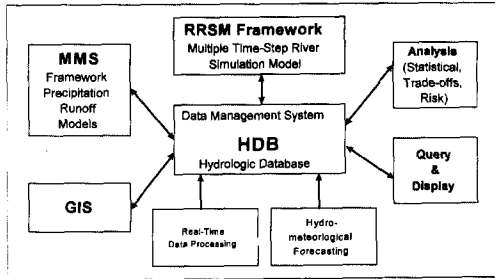 RRSM Framework
Multiple Time-Step River
Simulation Model
MMS
Framework
Precipitation
Runoff
Models
Analysis
(Statistical,
Trade-offs,
Risk)
Data Management System
HDB
Hydrologic Database
GIS
Query
&
Display
Real-Time
Data Processing
Hydro-
meteorlogical
Forecasting